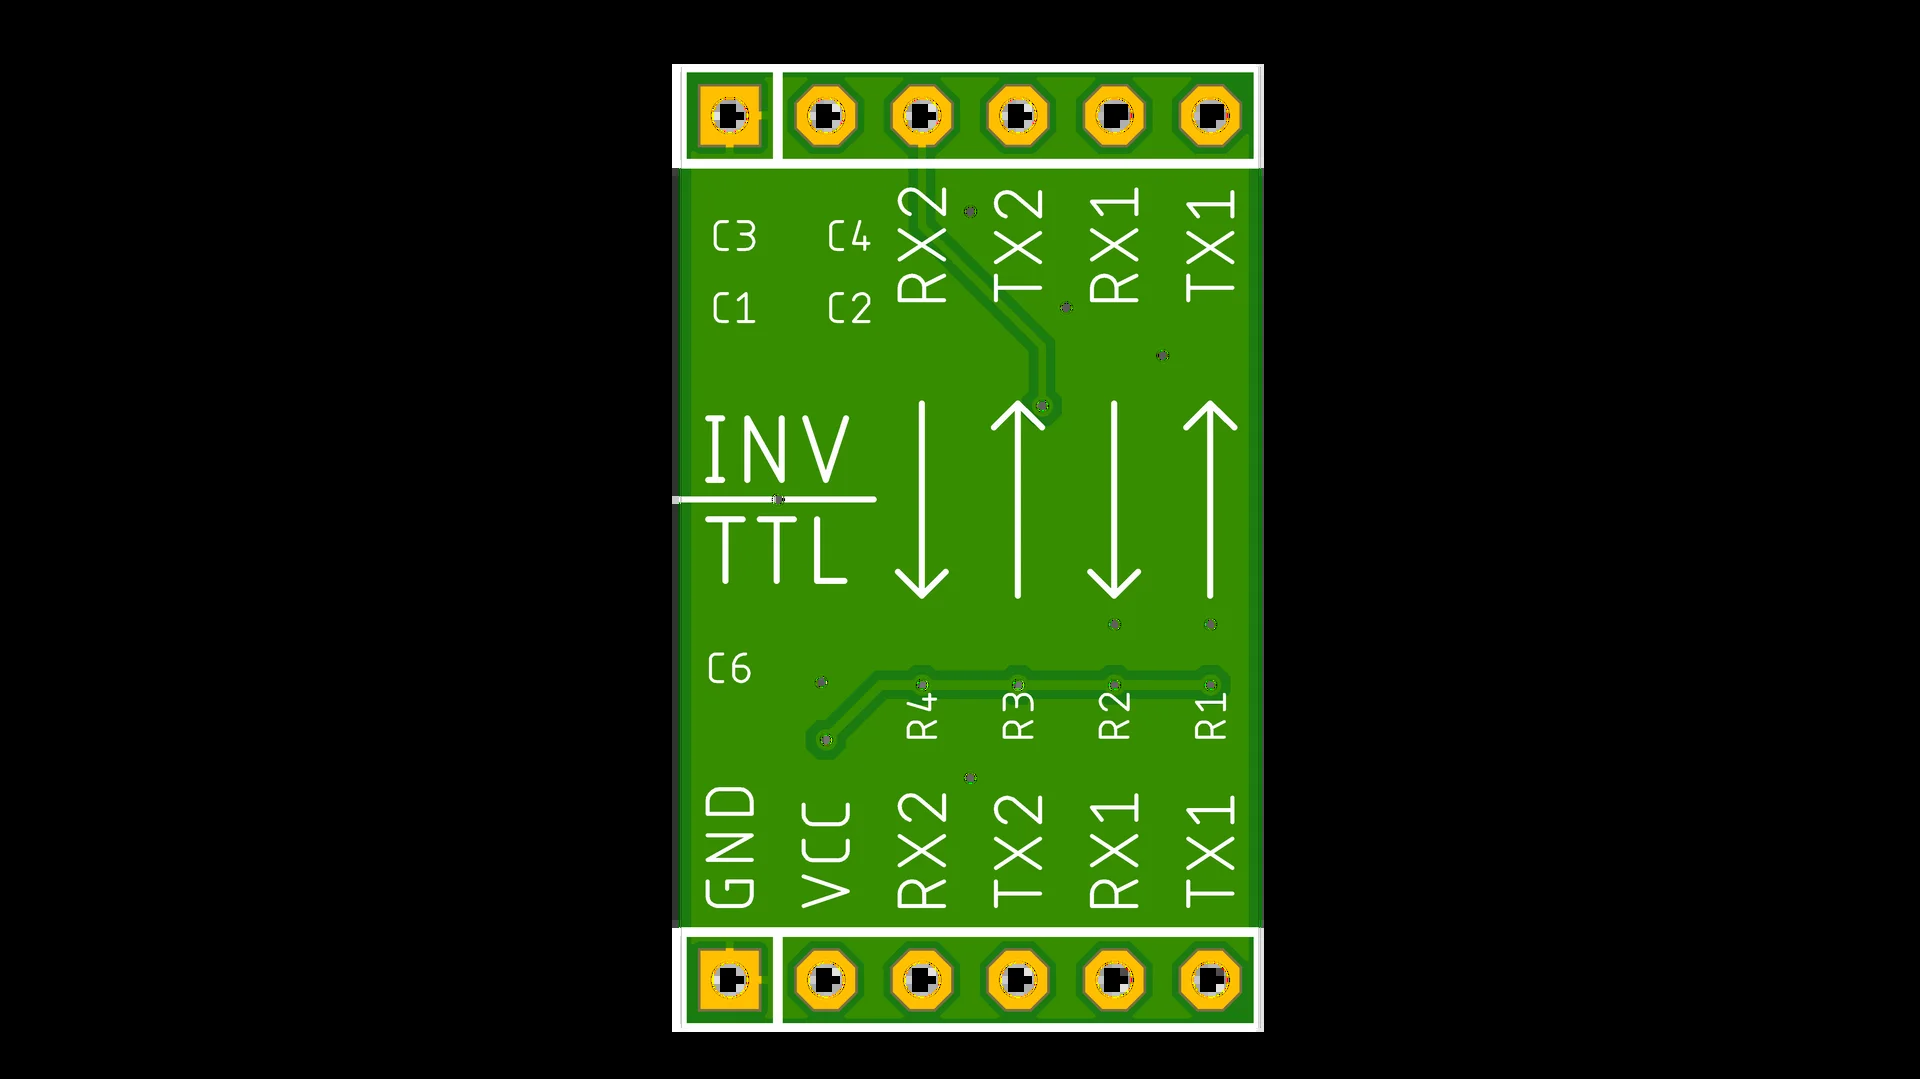 RX2 TX2 RX1 TX1
C3 C4
C1 C2
INV
TTL
C6
R4 R3 R2 R1
GND VCC RX2 TX2 RX1 TX1